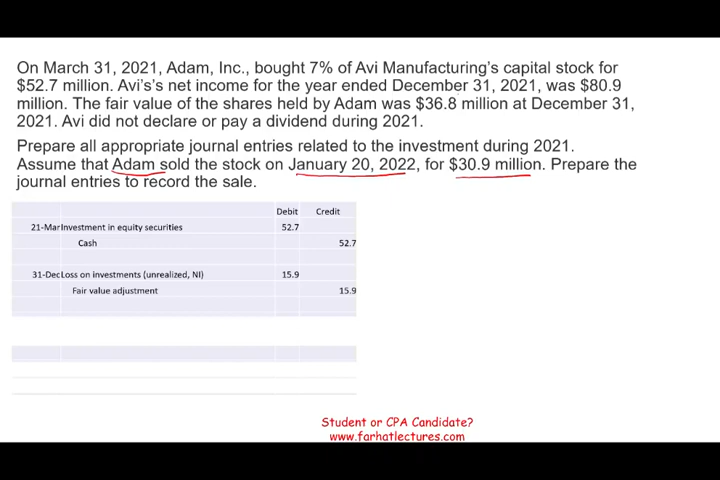 On March 31, 2021, Adam, Inc., bought 7% of Avi Manufacturing's capital stock for
$52.7 million. Avi's's net income for the year ended December 31, 2021, was $80.9
million. The fair value of the shares held by Adam was $36.8 million at December 31,
2021. Avi did not declare or pay a dividend during 2021.
Prepare all appropriate journal entries related to the investment during 2021.
Assume that Adam sold the stock on January 20, 2022, for $30.9 million. Prepare the
journal entries to record the sale.
Debit Credit
21-Mar Investment in equity securities 52.7
Cash 52.7
31-Dec Loss on investments (unrealized, NI) 15.9
Fair value adjustment 15.9
Student or CPA Candidate?
www.farhatlectures.com